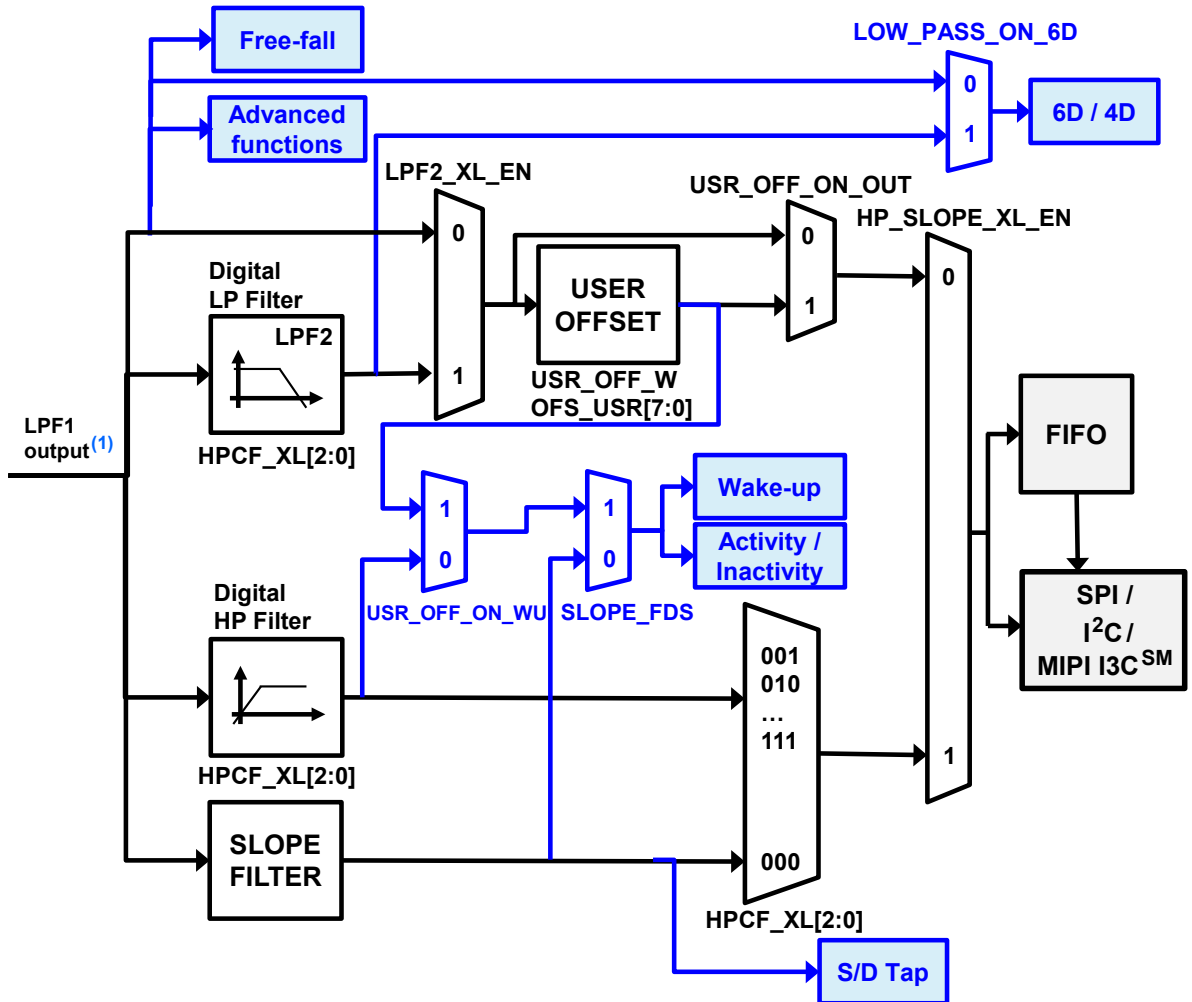 Free-fall
LOW_PASS_ON_6D
0
1
6D / 4D
Advanced
functions
LPF2_XL_EN
0
1
USR_OFF_ON_OUT
0
1
HP_SLOPE_XL_EN
0
1
Digital
LP Filter
LPF2
HPCF_XL[2:0]
USER
OFFSET
USR_OFF_W
OFS_USR[7:0]
LPF1
output(1)
FIFO
SPI /
I²C /
MIPI I3C SM
1
0
USR_OFF_ON_WU
1
0
SLOPE_FDS
Wake-up
Activity /
Inactivity
Digital
HP Filter
HPCF_XL[2:0]
001
010
...
111
000
HPCF_XL[2:0]
SLOPE
FILTER
S/D Tap